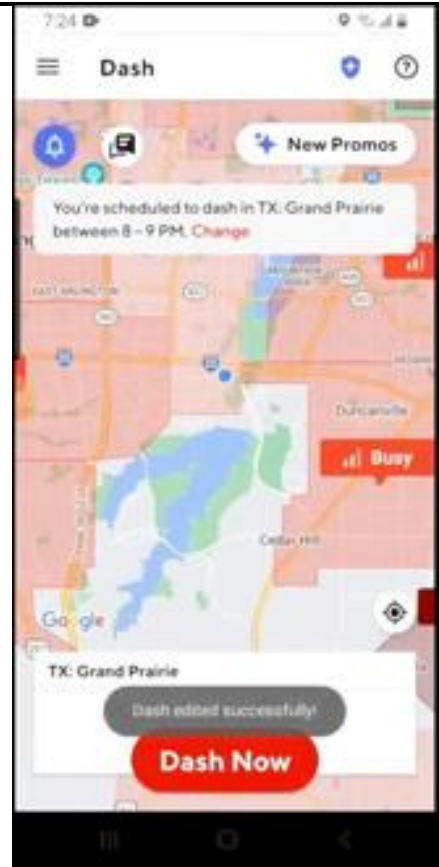 7:24
Dash
New Promos
You're scheduled to dash in TX: Grand Prairie
between 8 – 9 PM. Change
EAST ARLINGTON
Duncanville
Busy
Cedar Hill
Google
TX: Grand Prairie
Dash edited successfully!
Dash Now